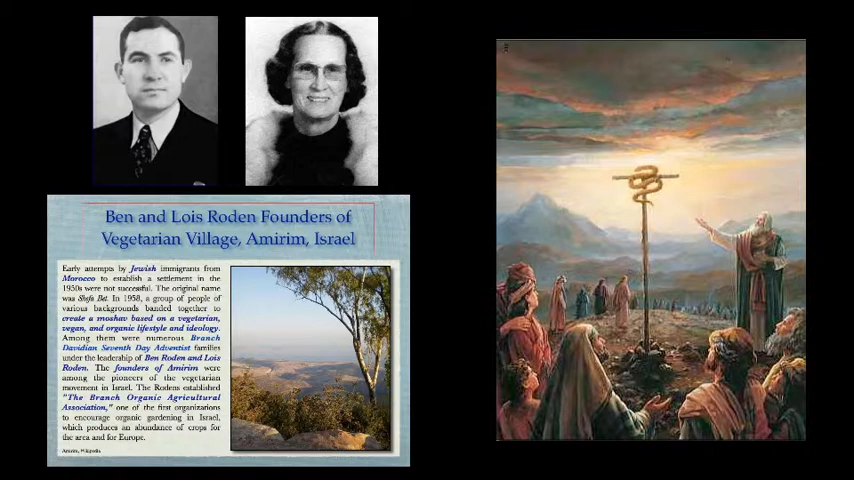 Ben and Lois Roden Founders of
Vegetarian Village, Amirim, Israel
Early attempts by Jewish immigrants from
Morocco to establish a settlement in the
1950s were not successful. The original name
was Shefa Bet. In 1958, a group of people of
various backgrounds banded together to
create a moshav based on a vegetarian,
vegan, and organic lifestyle and ideology.
Among them were numerous Branch
Davidian Seventh Day Adventist families
under the leadership of Ben Roden and Lois
Roden. The founders of Amirim were
among the pioneers of the vegetarian
movement in Israel. The Rodens established
"The Branch Organic Agricultural
Association," one of the first organizations
to encourage organic gardening in Israel,
which produces an abundance of crops for
the area and for Europe.
Amirim, Wikipedia